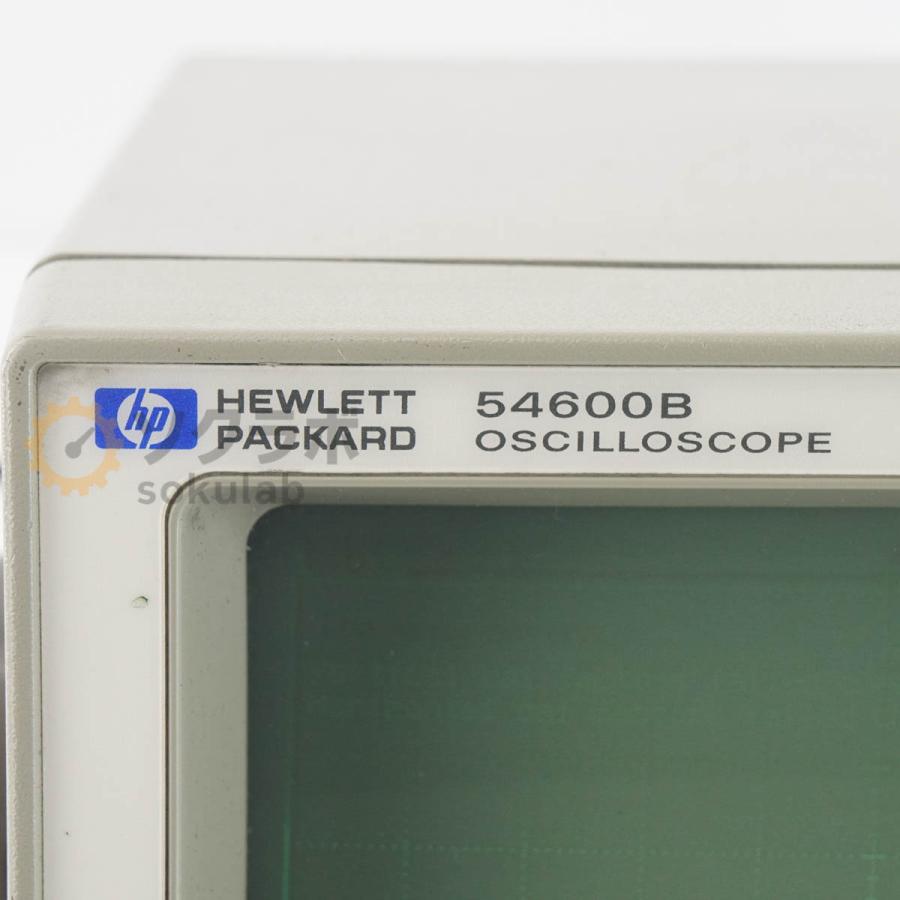 hp HEWLETT PACKARD
54600B
OSCILLOSCOPE
ソクラボ
sokulab